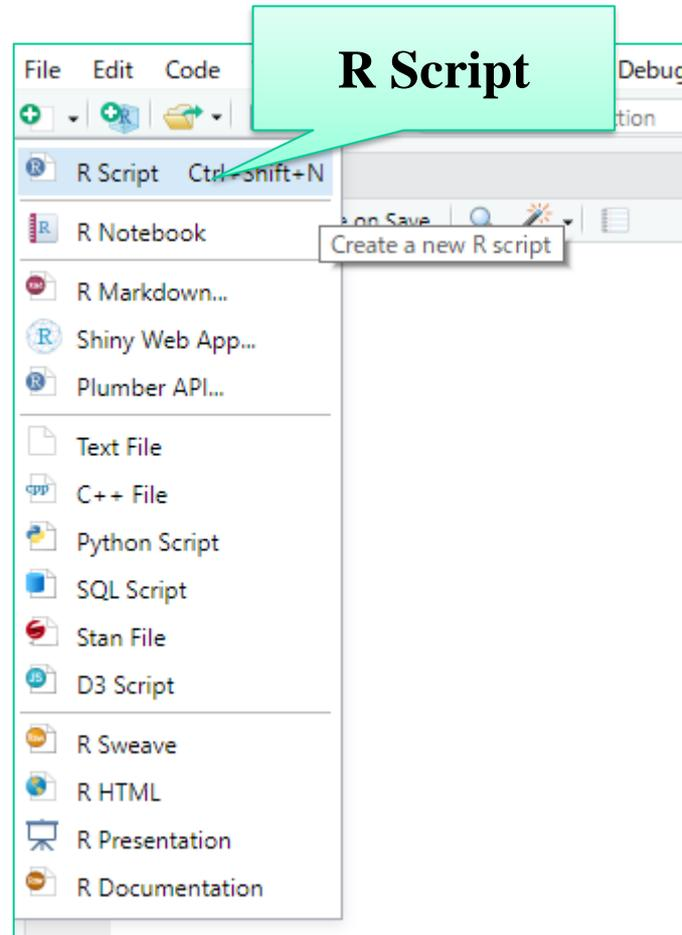 R Script
File Edit Code Debug
tion
R Script Ctrl+Shift+N
e on Save
R Notebook
Create a new R script
R Markdown...
Shiny Web App...
Plumber API...
Text File
C++ File
Python Script
SQL Script
Stan File
D3 Script
R Sweave
R HTML
R Presentation
R Documentation